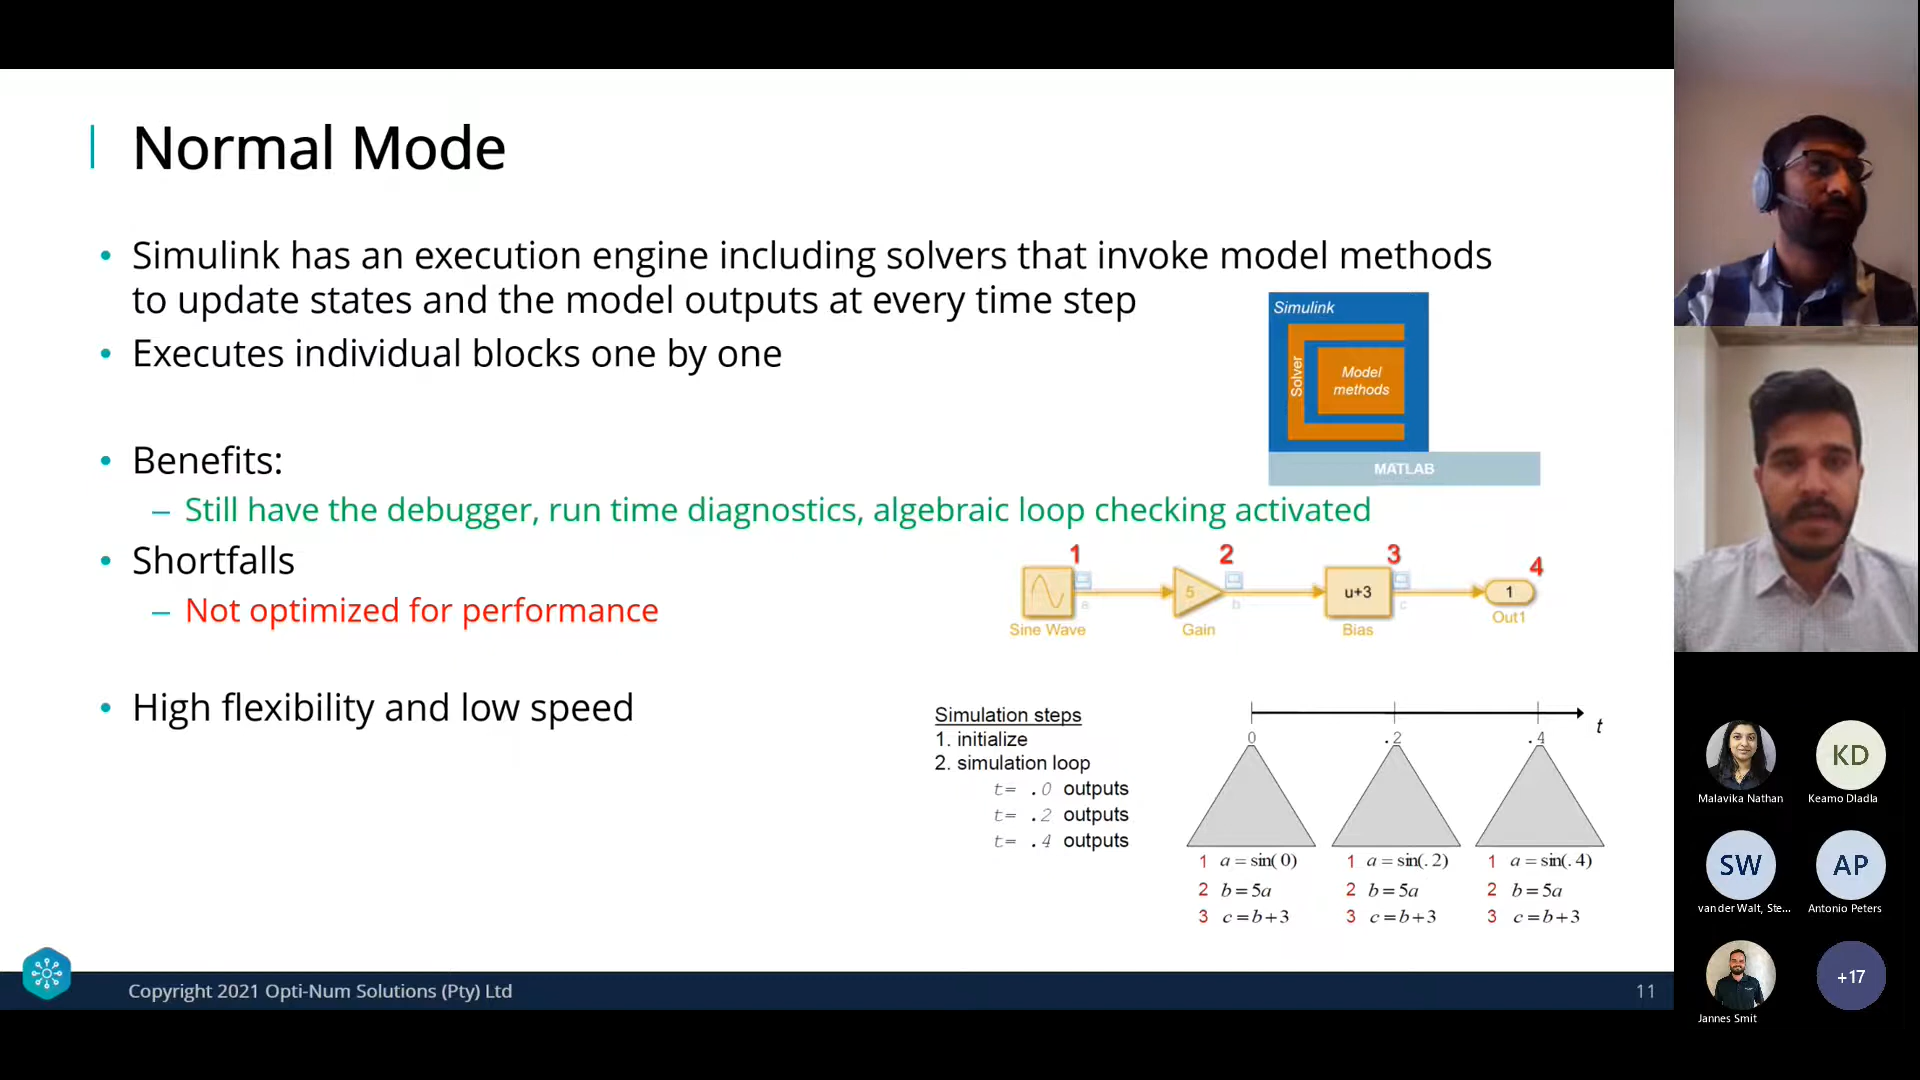 Normal Mode
• Simulink has an execution engine including solvers that invoke model methods
to update states and the model outputs at every time step
• Executes individual blocks one by one
Simulink
Solver
Model
methods
MATLAB
• Benefits:
– Still have the debugger, run time diagnostics, algebraic loop checking activated
• Shortfalls
– Not optimized for performance
• High flexibility and low speed
1 2 3 4
a b c
5 u+3 1
Sine Wave Gain Bias Out1
Simulation steps
1. initialize
2. simulation loop
t= .0 outputs
t= .2 outputs
t= .4 outputs
0 .2 .4 t
1 a=sin(0)
2 b=5a
3 c=b+3
1 a=sin(.2)
2 b=5a
3 c=b+3
1 a=sin(.4)
2 b=5a
3 c=b+3
Copyright 2021 Opti-Num Solutions (Pty) Ltd
11
KD
Malavika Nathan Keamo Dladla
SW AP
van der Walt, Ste... Antonio Peters
+17
Jannes Smit